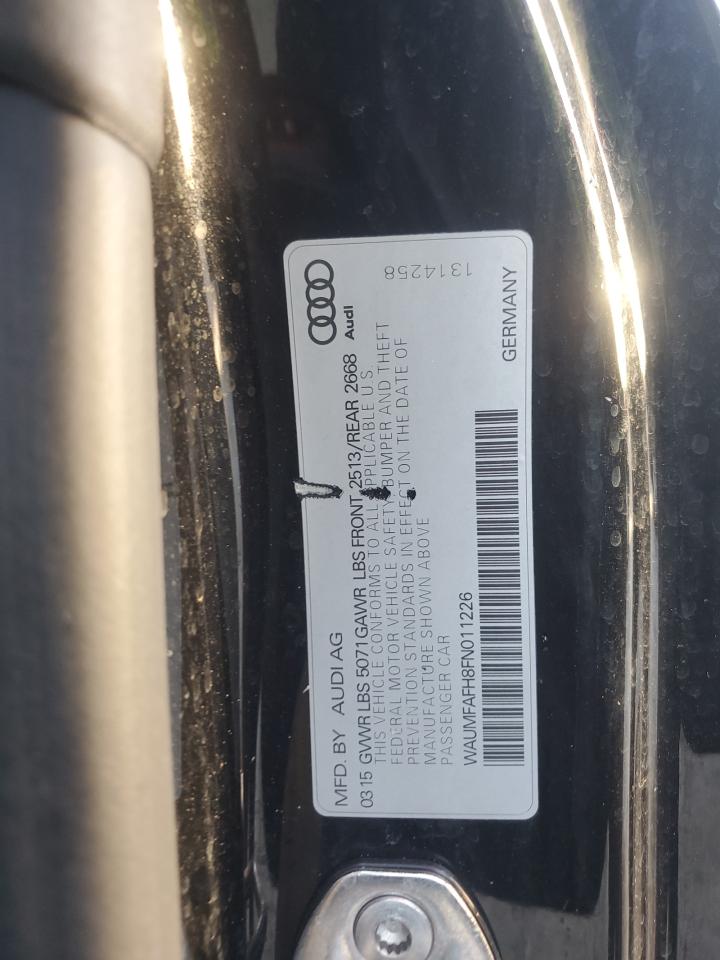 Audi
1314258
MFD. BY AUDI AG
03 15 GVWR LBS 5071 GAWR LBS FRONT 2513/REAR 2668
THIS VEHICLE CONFORMS TO ALL APPLICABLE U S
FEDERAL MOTOR VEHICLE SAFETY, BUMPER AND THEFT
PREVENTION STANDARDS IN EFFECT ON THE DATE OF
MANUFACTURE SHOWN ABOVE
PASSENGER CAR
WAUMFAFH8FN011226
GERMANY